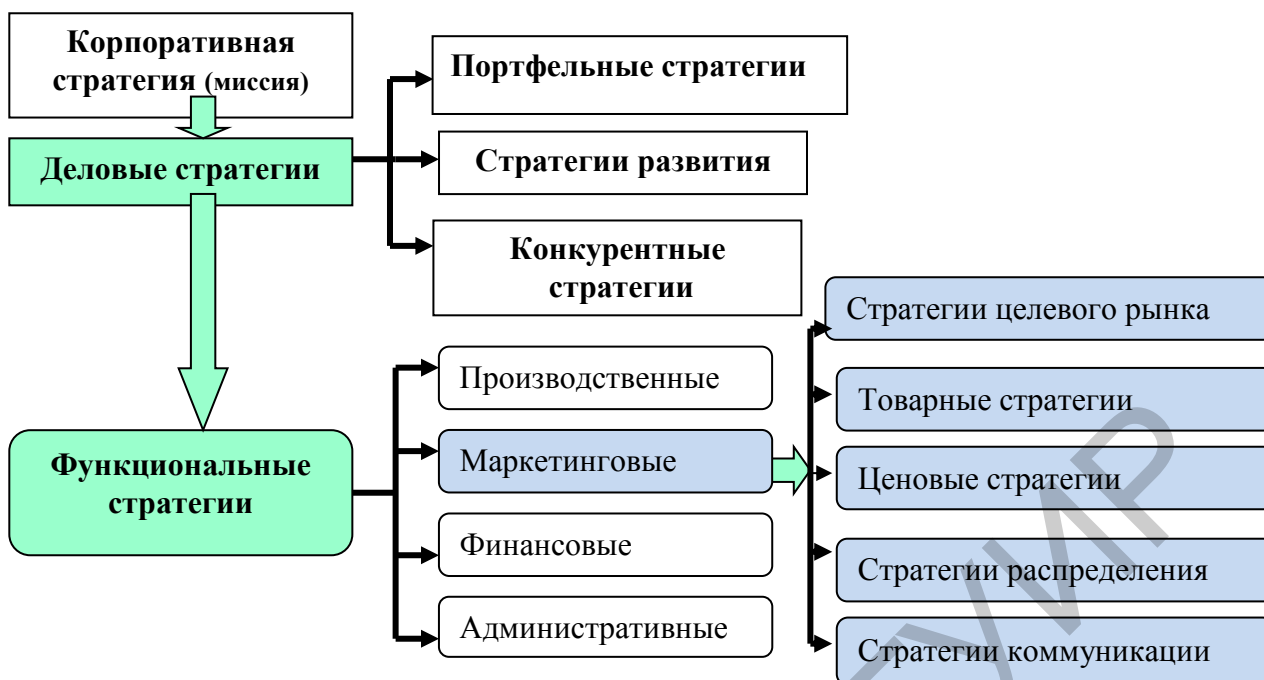 Корпоративная
стратегия (миссия)
Деловые стратегии
Портфельные стратегии
Стратегии развития
Конкурентные
стратегии
Функциональные
стратегии
Производственные
Маркетинговые
Финансовые
Административные
Стратегии целевого рынка
Товарные стратегии
Ценовые стратегии
Стратегии распределения
Стратегии коммуникации